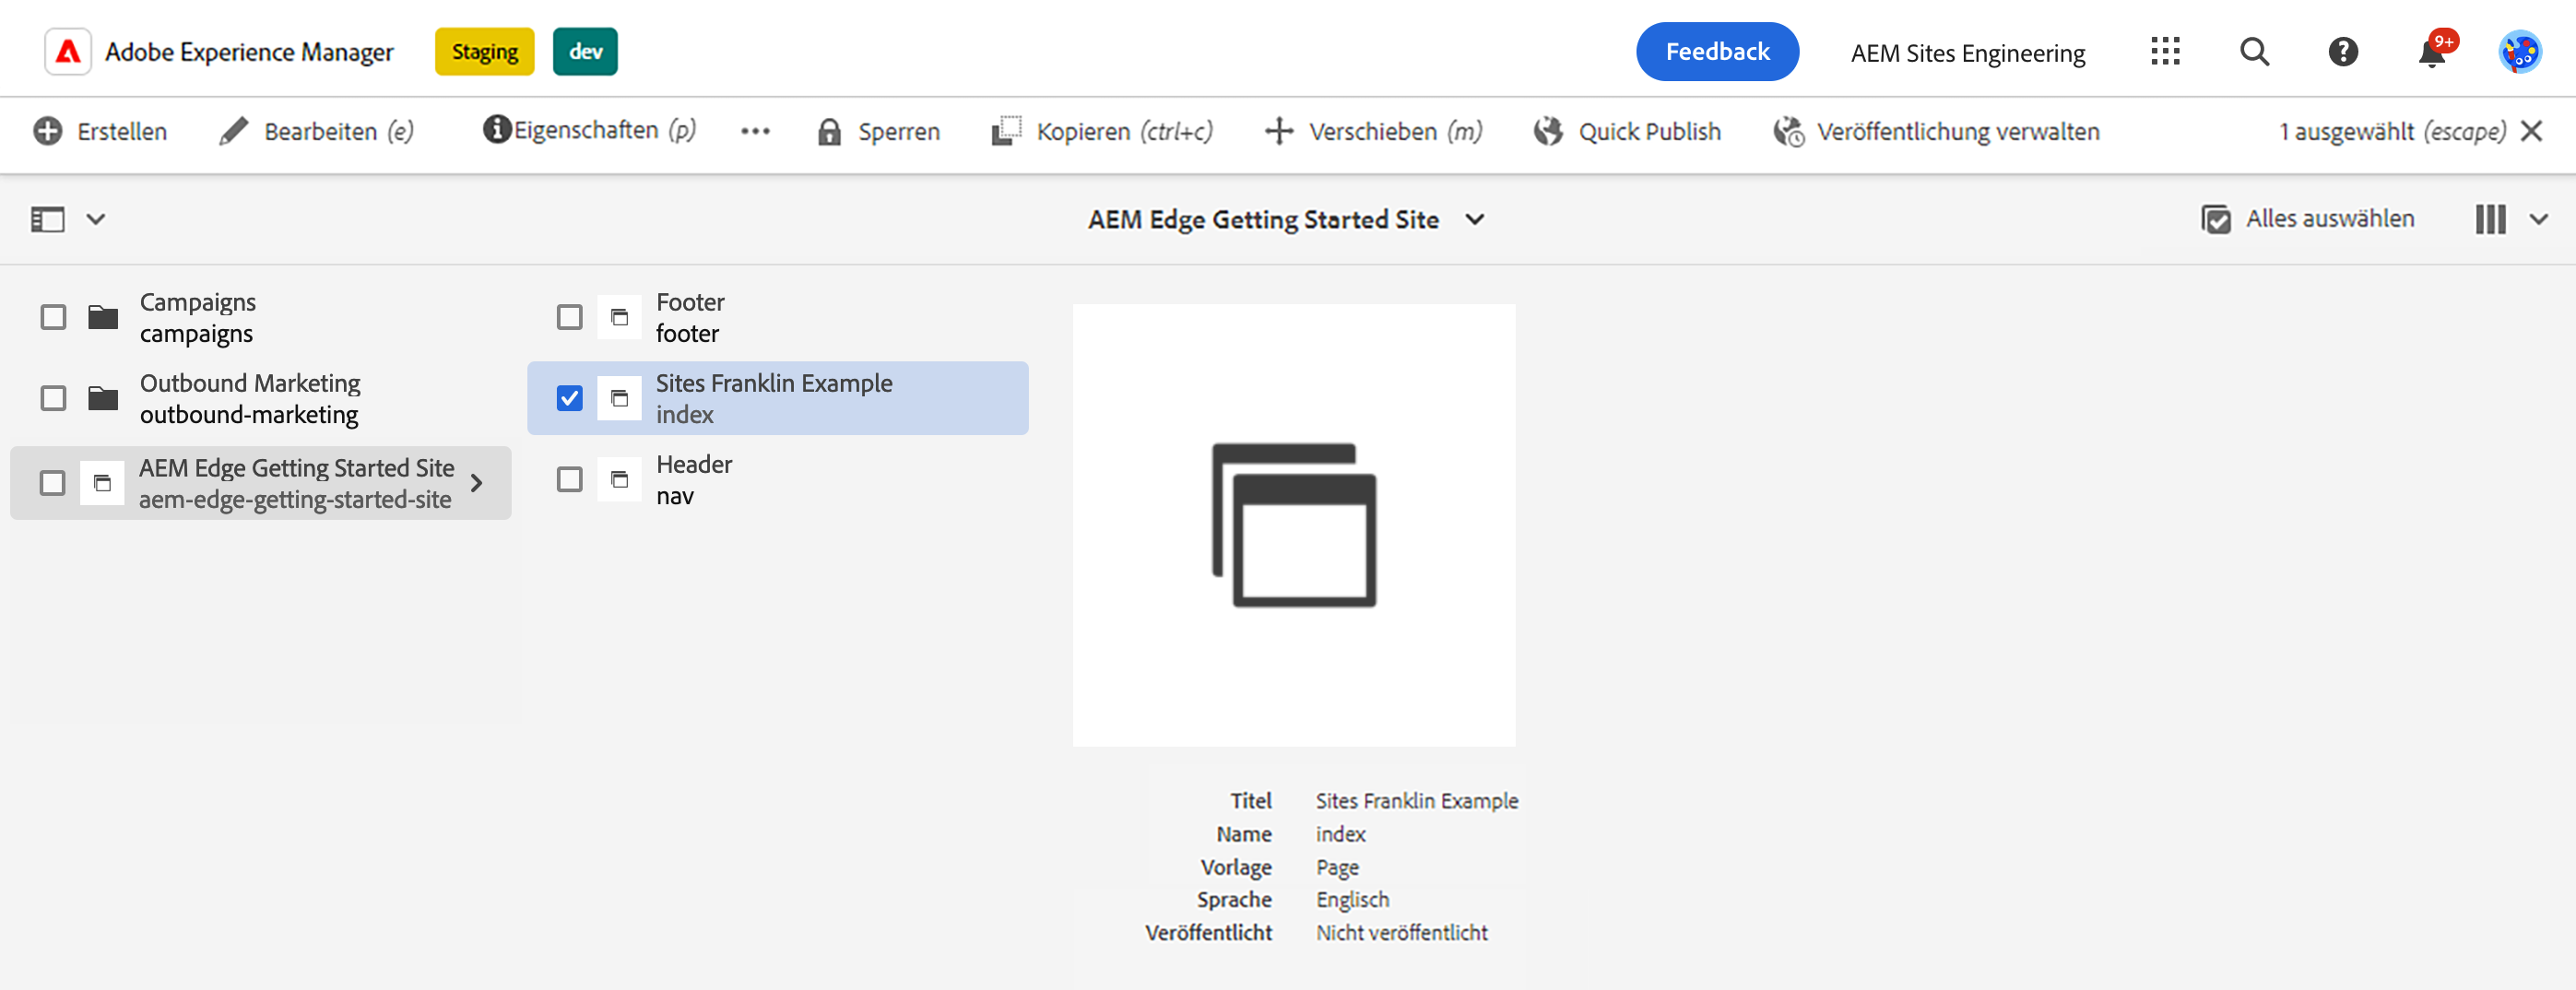 Adobe Experience Manager Staging dev Feedback AEM Sites Engineering 9+
Erstellen Bearbeiten (e) Eigenschaften (p) Sperren Kopieren (ctrl+c) Verschieben (m) Quick Publish Veröffentlichung verwalten 1 ausgewählt (escape)
AEM Edge Getting Started Site Alles auswählen
Campaigns
campaigns
Outbound Marketing
outbound-marketing
AEM Edge Getting Started Site
aem-edge-getting-started-site
Footer
footer
Sites Franklin Example
index
Header
nav
Titel Sites Franklin Example
Name index
Vorlage Page
Sprache Englisch
Veröffentlicht Nicht veröffentlicht